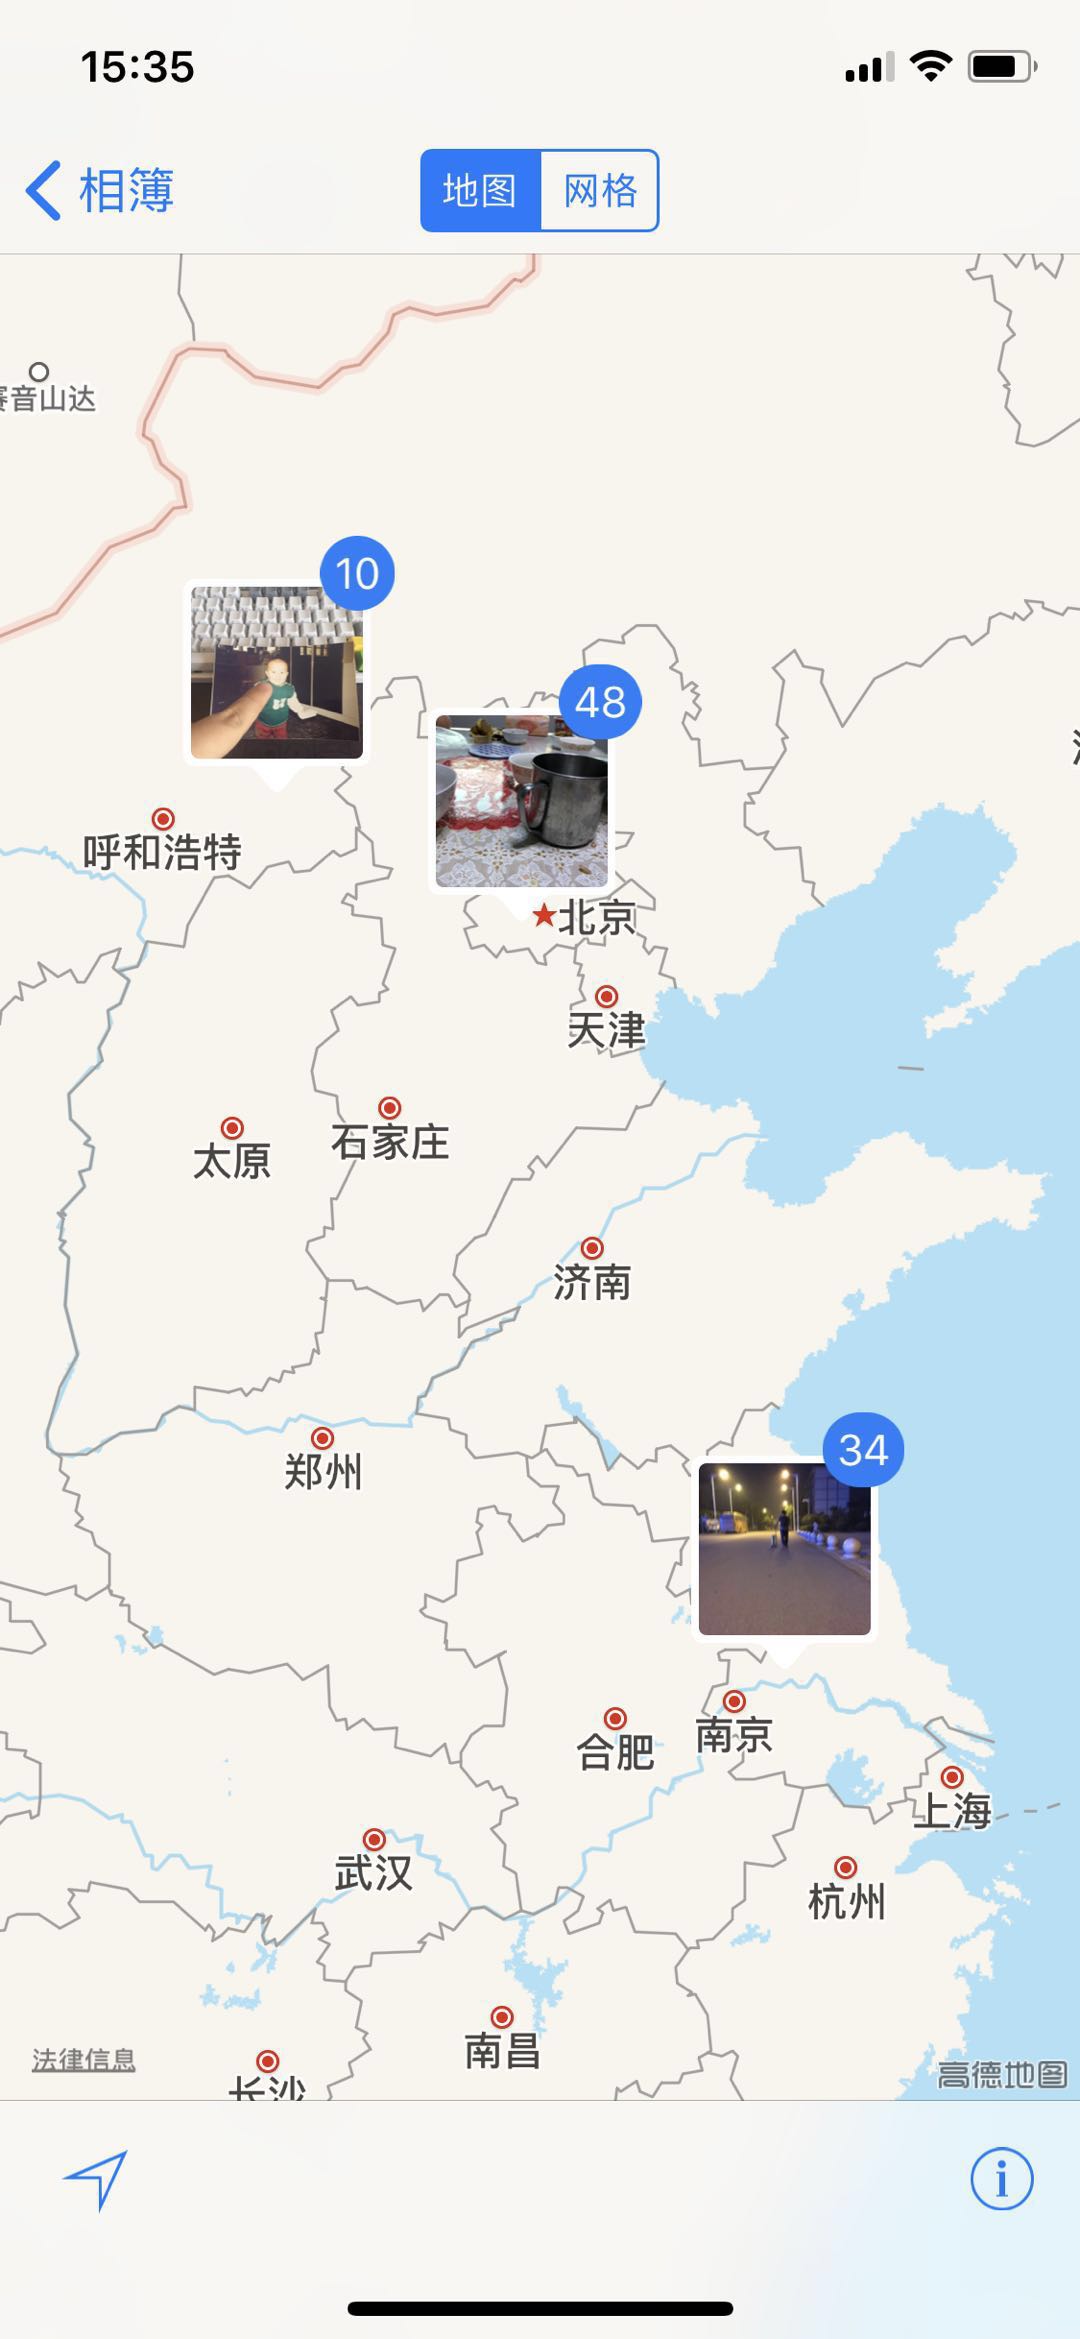 15:35
相簿
地图
网格
赛音山达
10
48
呼和浩特
北京
天津
石家庄
太原
济南
郑州
34
南京
合肥
上海
武汉
杭州
南昌
法律信息
高德地图
长沙